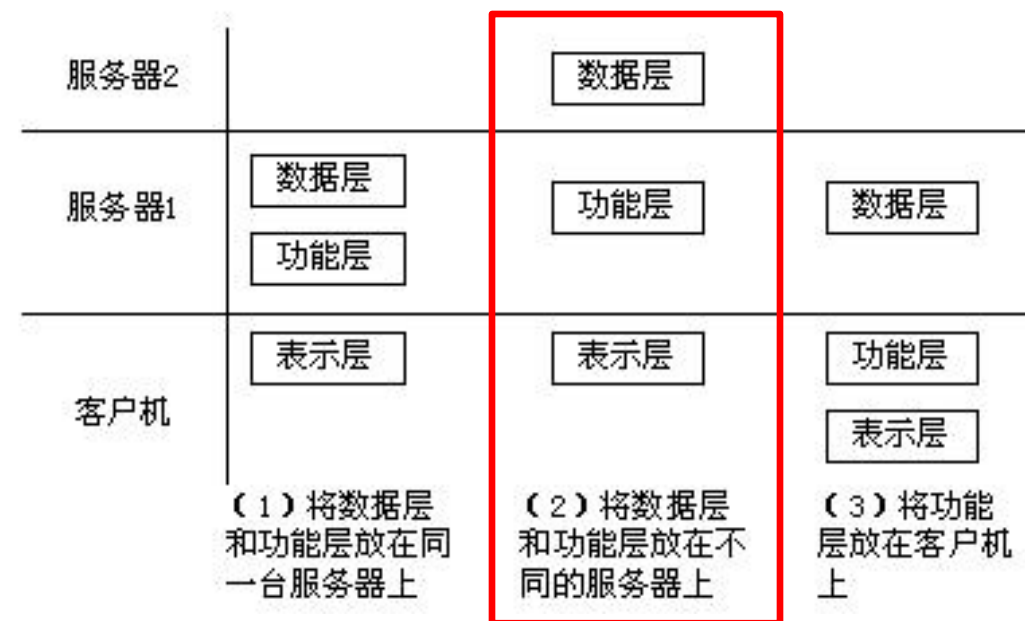 服务器2
数据层
服务器1
数据层
功能层
功能层
数据层
客户机
表示层
表示层
功能层
表示层
（1）将数据层
和功能层放在同
一台服务器上
（2）将数据层
和功能层放在不
同的服务器上
（3）将功能
层放在客户机
上